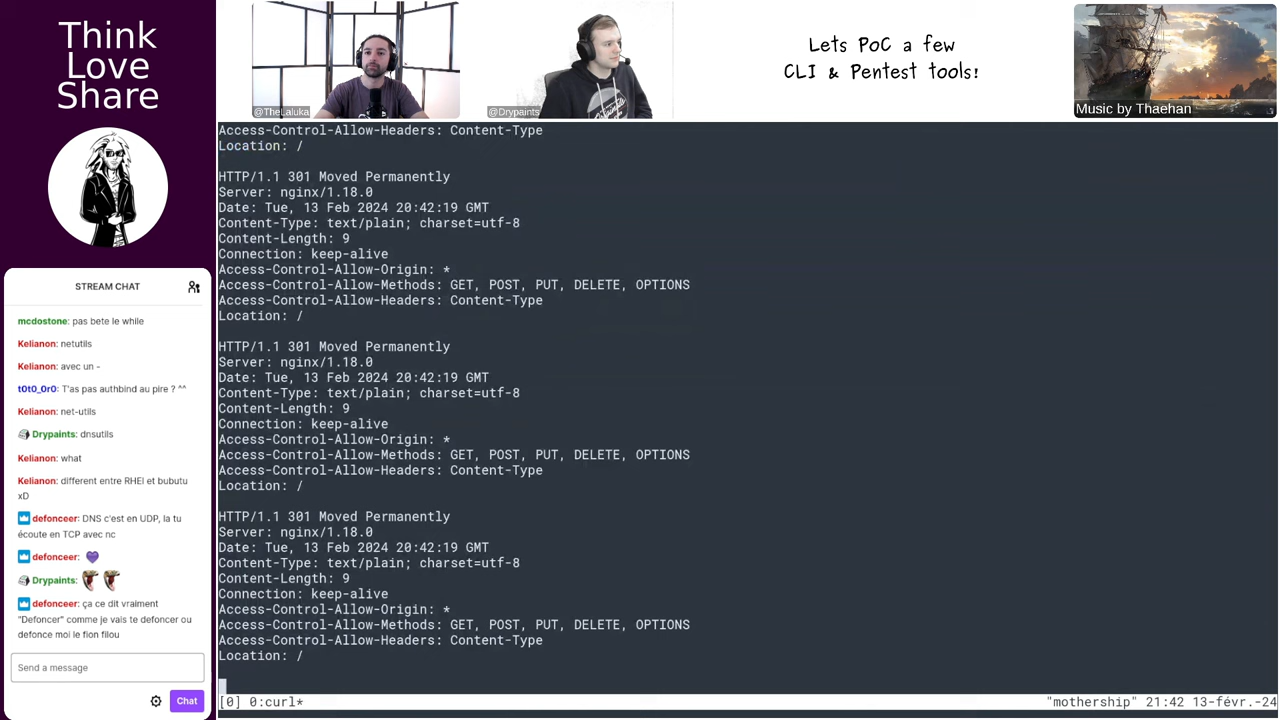 Think
Love
Share
@TheLaluka
@Drypaints
Lets PoC a few
CLI & Pentest tools!
Music by Thaehan
STREAM CHAT
mcdostone: pas bete le while
Kelianon: netutils
Kelianon: avec un -
t0t0_0r0: T'as pas authbind au pire ? ^^
Kelianon: net-utils
Drypaints: dnsutils
Kelianon: what
Kelianon: different entre RHEl et bubutu
xD
defonceer: DNS c'est en UDP, la tu
écoute en TCP avec nc
defonceer: 💜
Drypaints:
defonceer: ça ce dit vraiment
"Defoncer" comme je vais te defoncer ou
defonce moi le fion filou
Send a message
Chat
Access-Control-Allow-Headers: Content-Type
Location: /
HTTP/1.1 301 Moved Permanently
Server: nginx/1.18.0
Date: Tue, 13 Feb 2024 20:42:19 GMT
Content-Type: text/plain; charset=utf-8
Content-Length: 9
Connection: keep-alive
Access-Control-Allow-Origin: *
Access-Control-Allow-Methods: GET, POST, PUT, DELETE, OPTIONS
Access-Control-Allow-Headers: Content-Type
Location: /
HTTP/1.1 301 Moved Permanently
Server: nginx/1.18.0
Date: Tue, 13 Feb 2024 20:42:19 GMT
Content-Type: text/plain; charset=utf-8
Content-Length: 9
Connection: keep-alive
Access-Control-Allow-Origin: *
Access-Control-Allow-Methods: GET, POST, PUT, DELETE, OPTIONS
Access-Control-Allow-Headers: Content-Type
Location: /
HTTP/1.1 301 Moved Permanently
Server: nginx/1.18.0
Date: Tue, 13 Feb 2024 20:42:19 GMT
Content-Type: text/plain; charset=utf-8
Content-Length: 9
Connection: keep-alive
Access-Control-Allow-Origin: *
Access-Control-Allow-Methods: GET, POST, PUT, DELETE, OPTIONS
Access-Control-Allow-Headers: Content-Type
Location: /
[0] 0:curl* "mothership" 21:42 13-févr.-24